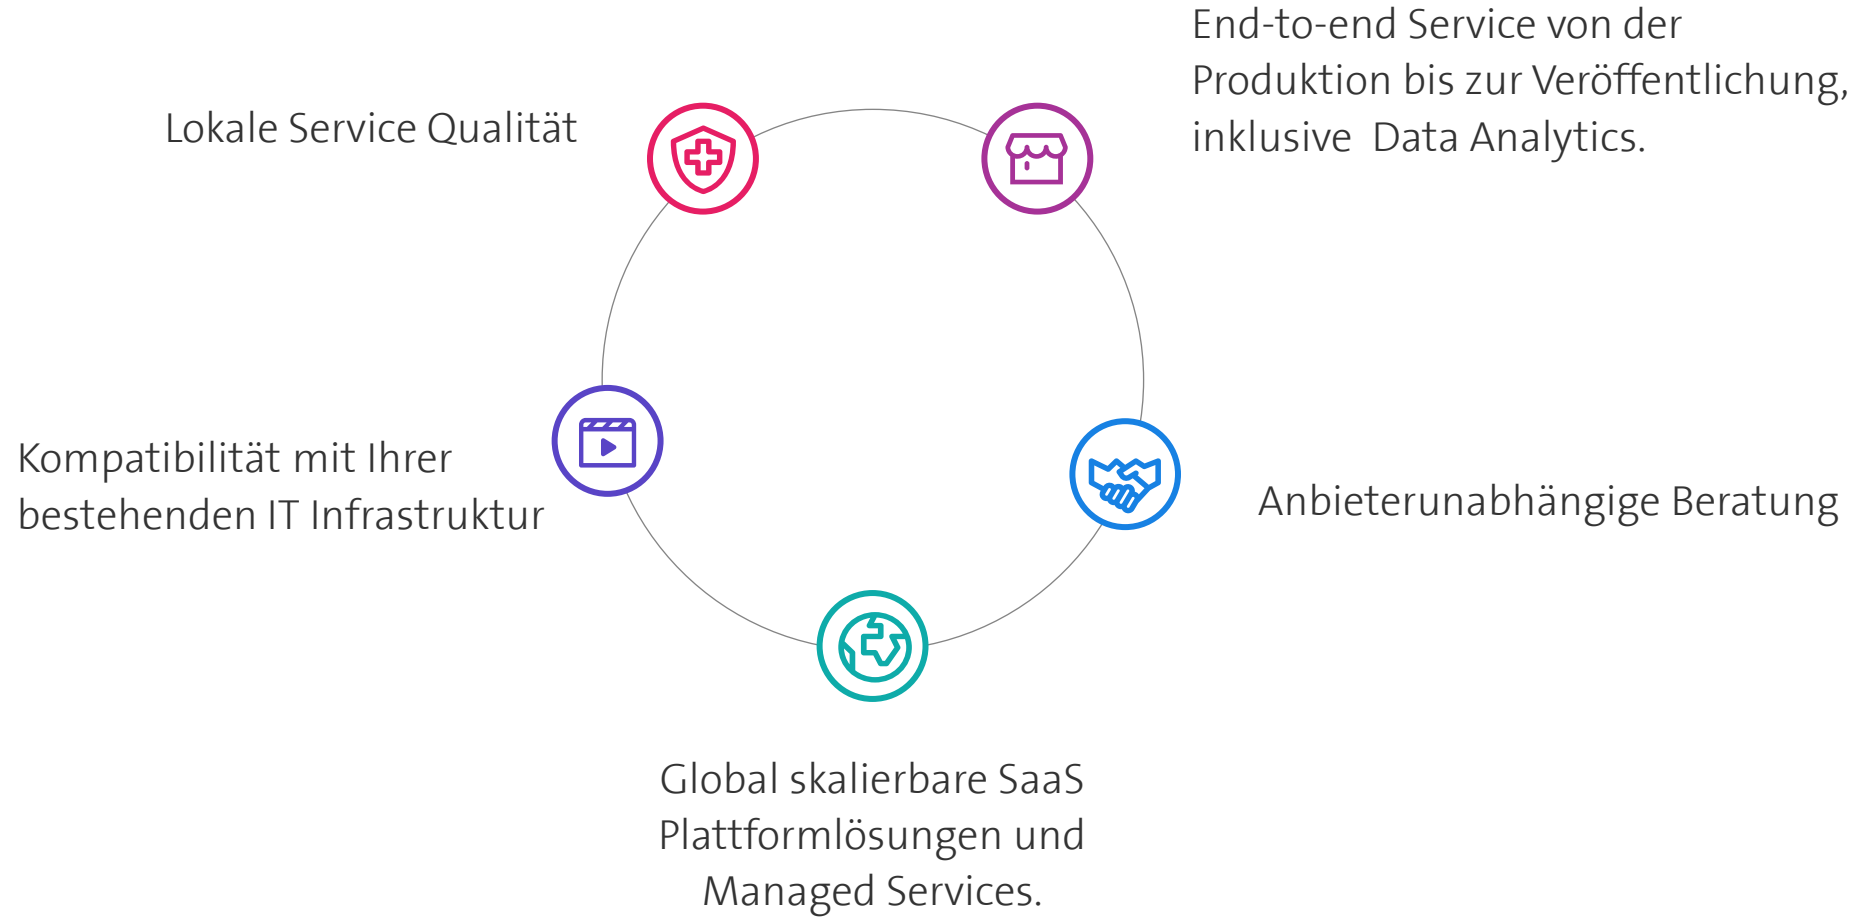 End-to-end Service von der
Produktion bis zur Veröffentlichung,
inklusive  Data Analytics.
Lokale Service Qualität
Kompatibilität mit Ihrer
bestehenden IT Infrastruktur
Anbieterunabhängige Beratung
Global skalierbare SaaS
Plattformlösungen und
Managed Services.